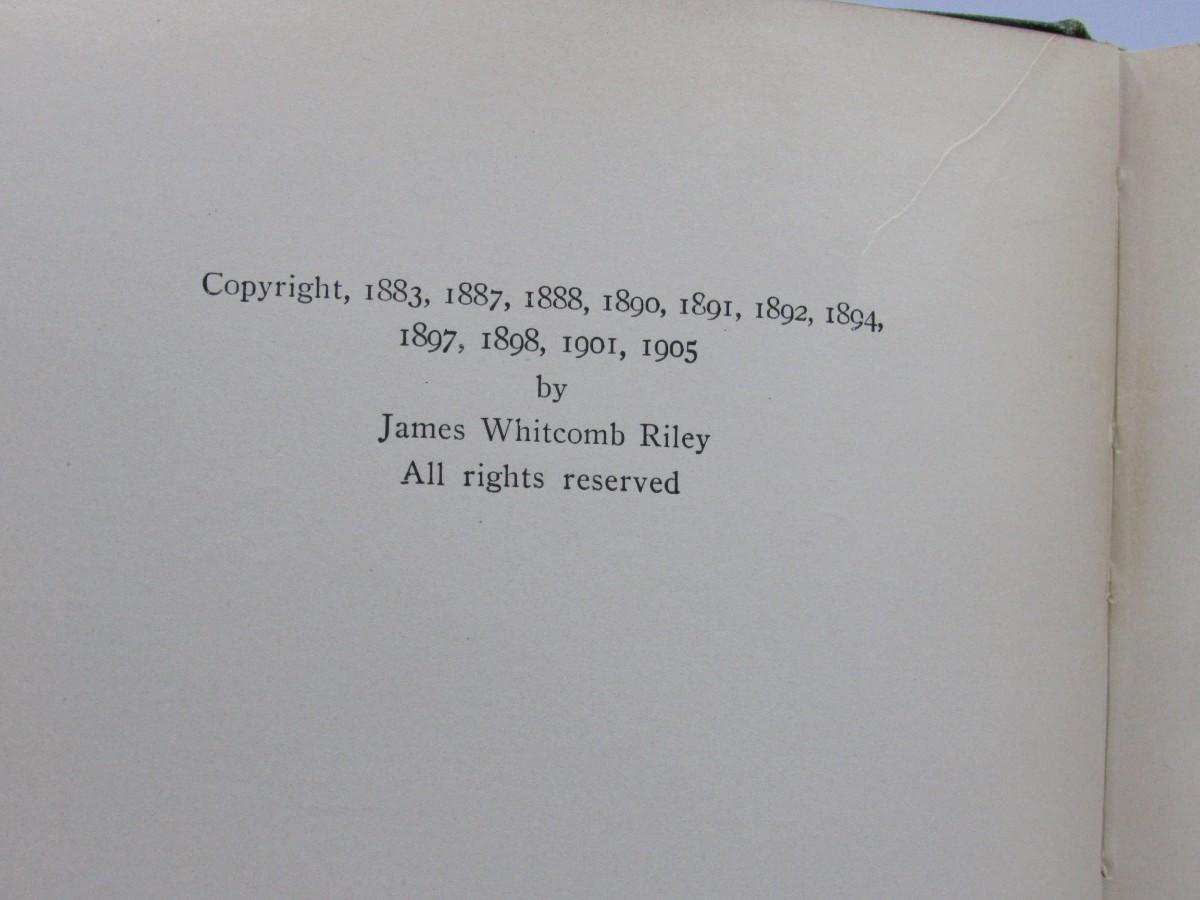 Copyright, 1883, 1887, 1888, 1890, 1891, 1892, 1894,
1897, 1898, 1901, 1905
by
James Whitcomb Riley
All rights reserved